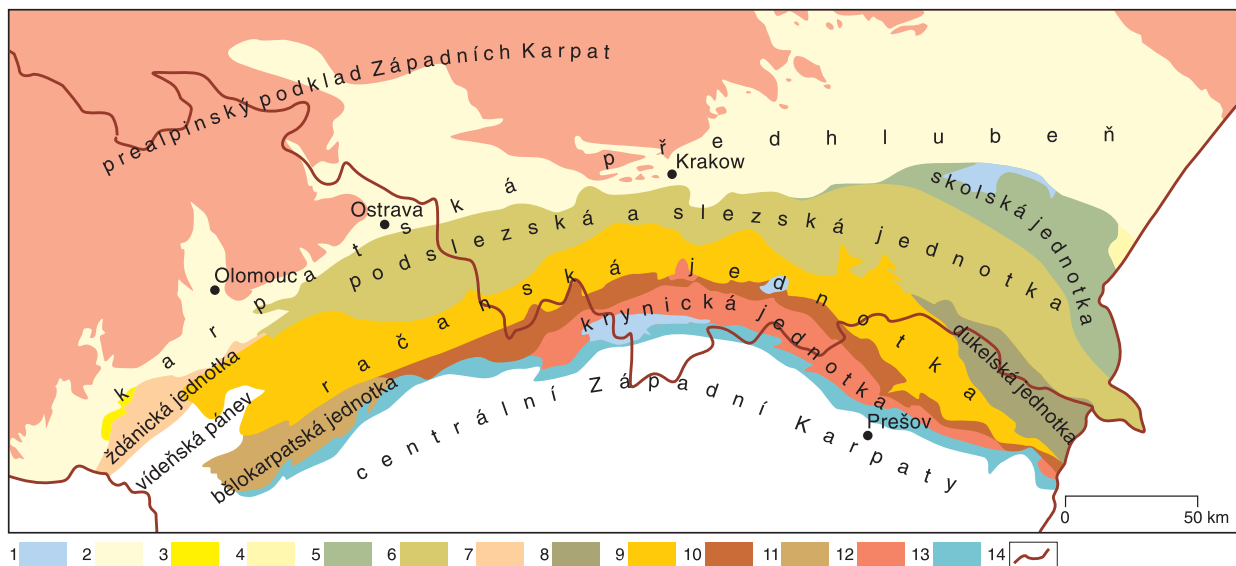 prealpinský podklad Západních Karpat
karpatská předhlubeň
Krakow
skolská jednotka
Ostrava
podslezská a slezská jednotka
Olomouc
račanská jednotka
krynická jednotka
dukelská jednotka
ždánická jednotka
vídeňská pánev
bělokarpatská jednotka
centrální Západní Karpaty
Prešov
0 50 km
1 2 3 4 5 6 7 8 9 10 11 12 13 14